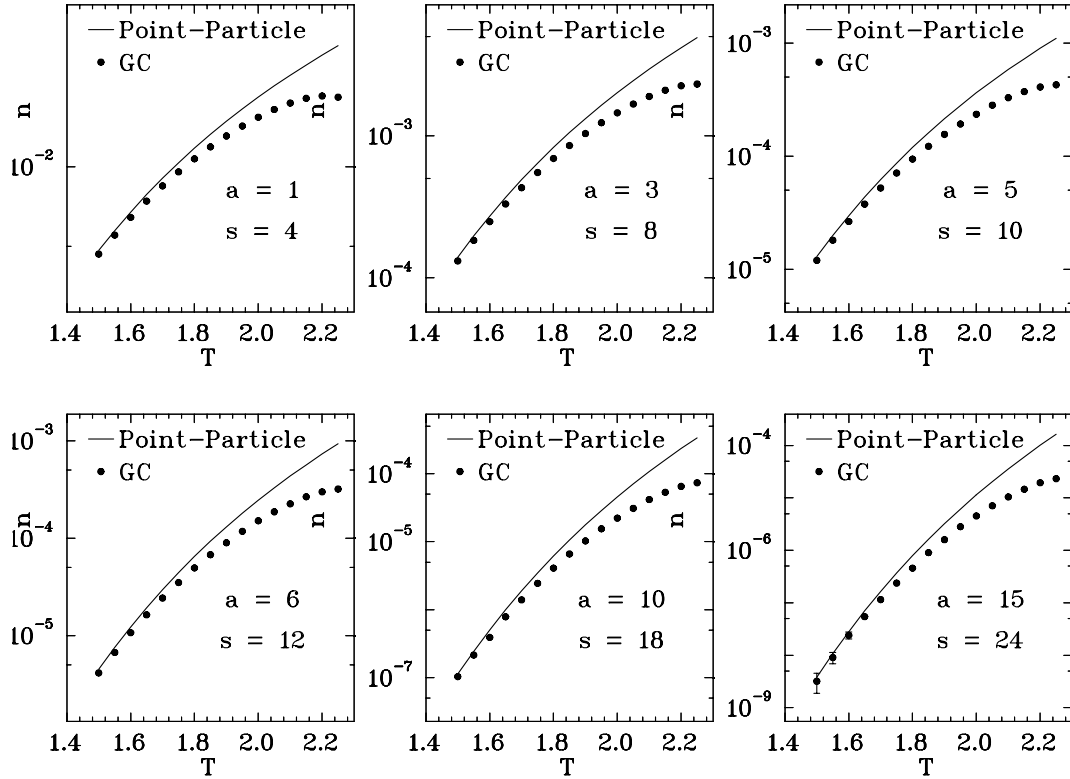 Point-Particle
GC
n
10⁻²
a = 1
s = 4
1.4 1.6 1.8 2.0 2.2
T
Point-Particle
GC
n
10⁻³
10⁻⁴
a = 3
s = 8
1.4 1.6 1.8 2.0 2.2
T
Point-Particle
GC
n
10⁻³
10⁻⁴
10⁻⁵
a = 5
s = 10
1.4 1.6 1.8 2.0 2.2
T
Point-Particle
GC
n
10⁻³
10⁻⁴
10⁻⁵
a = 6
s = 12
1.4 1.6 1.8 2.0 2.2
T
Point-Particle
GC
n
10⁻⁴
10⁻⁵
10⁻⁷
a = 10
s = 18
1.4 1.6 1.8 2.0 2.2
T
Point-Particle
GC
n
10⁻⁴
10⁻⁶
10⁻⁹
a = 15
s = 24
1.4 1.6 1.8 2.0 2.2
T